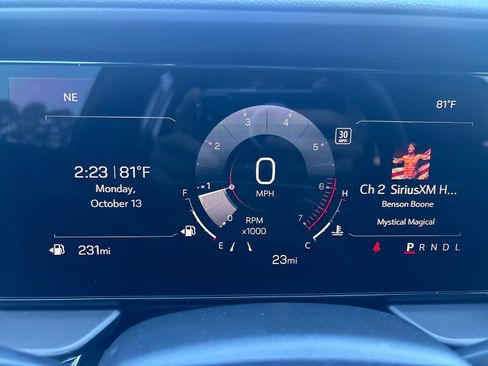 NE
81°F
2:23 | 81°F
Monday,
October 13
231mi
1
2
3
4
5
6
7
0
30
MPH
0
MPH
RPM
x1000
F
E
H
C
23mi
Ch 2 SiriusXM H...
Benson Boone
Mystical Magical
P R N D L